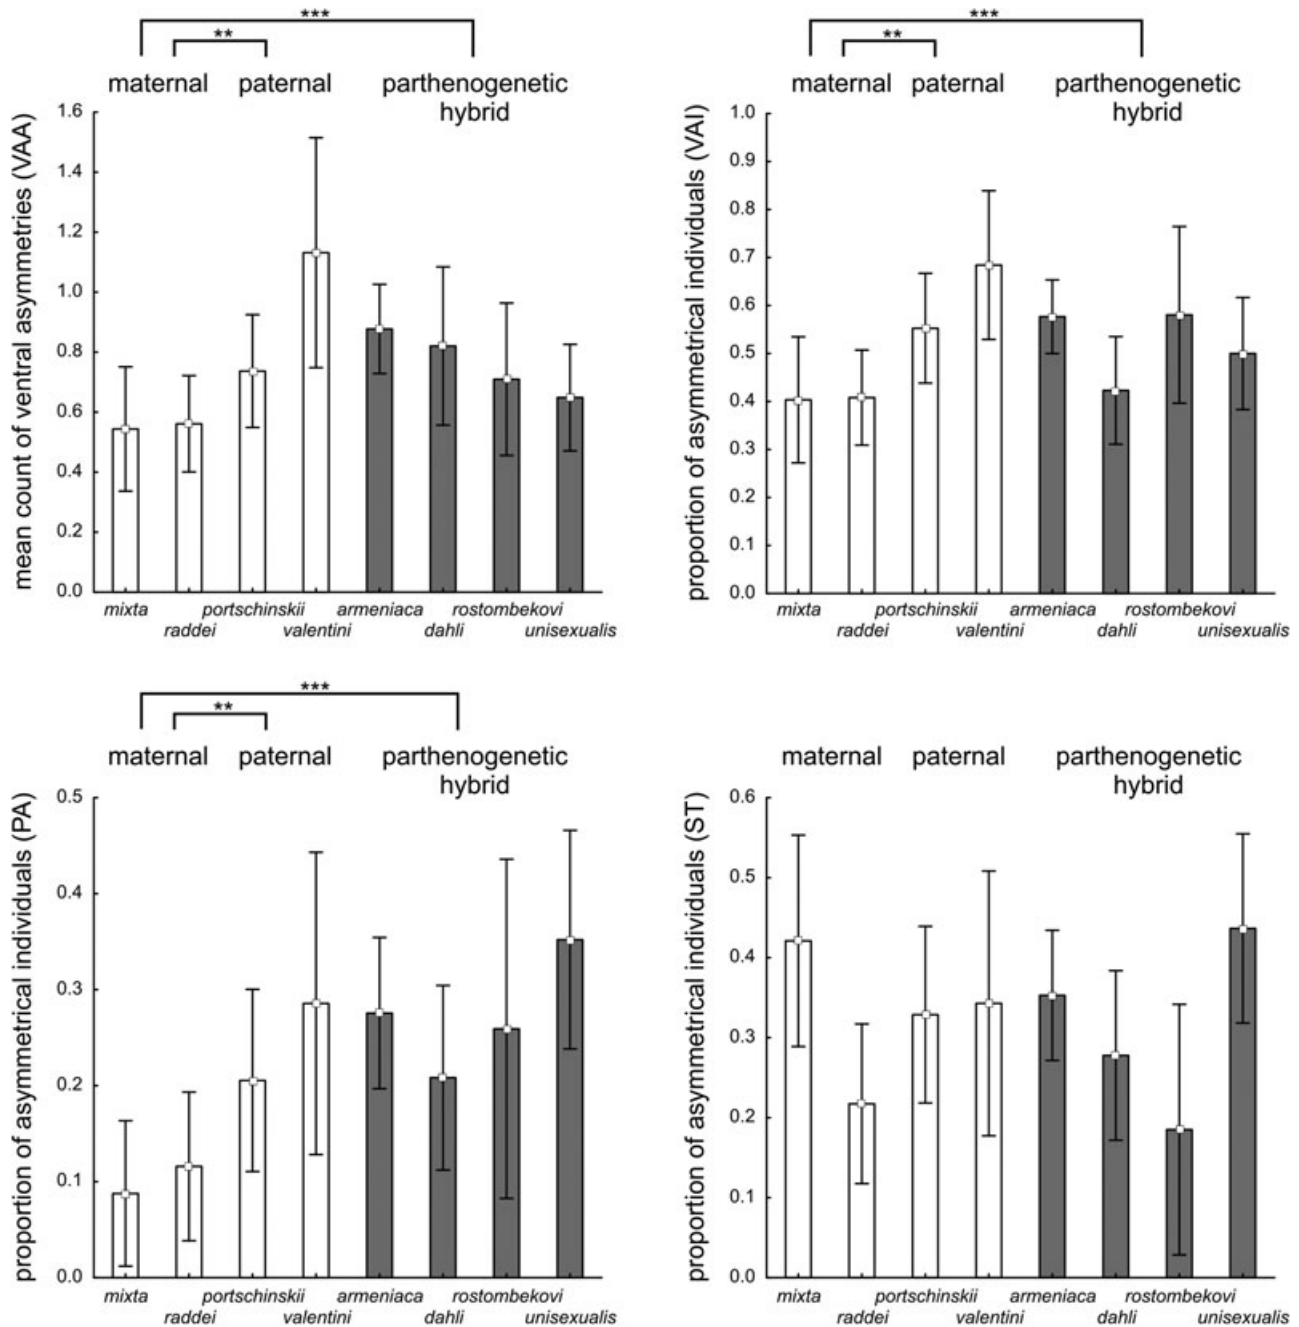 ***
**
maternal paternal parthenogenetic
hybrid
mean count of ventral asymmetries (VAA)
1.6
1.4
1.2
1.0
0.8
0.6
0.4
0.2
0.0
mixta portschinskii armeniaca rostombekovi
raddei valentini dahli unisexualis
***
**
maternal paternal parthenogenetic
hybrid
proportion of asymmetrical individuals (VAI)
1.0
0.9
0.8
0.7
0.6
0.5
0.4
0.3
0.2
0.1
0.0
mixta portschinskii armeniaca rostombekovi
raddei valentini dahli unisexualis
***
**
maternal paternal parthenogenetic
hybrid
proportion of asymmetrical individuals (PA)
0.5
0.4
0.3
0.2
0.1
0.0
mixta portschinskii armeniaca rostombekovi
raddei valentini dahli unisexualis
maternal paternal parthenogenetic
hybrid
proportion of asymmetrical individuals (ST)
0.6
0.5
0.4
0.3
0.2
0.1
0.0
mixta portschinskii armeniaca rostombekovi
raddei valentini dahli unisexualis